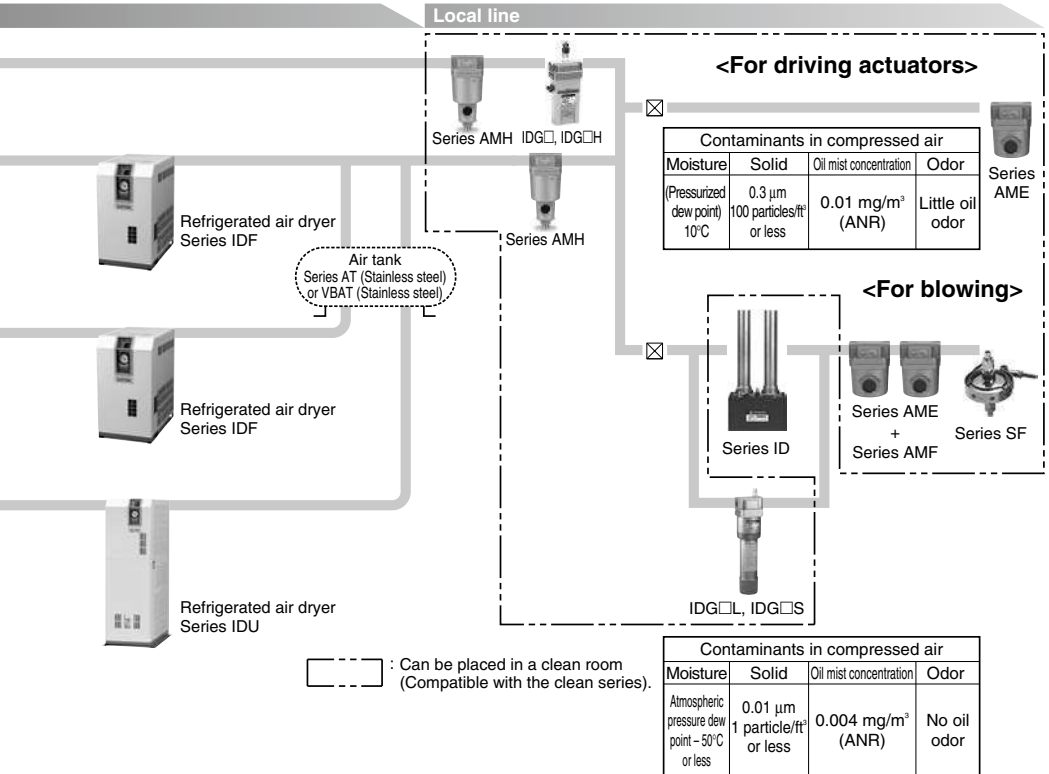 Local line
<For driving actuators>
Series AMH
IDG□, IDG□H
Contaminants in compressed air
Moisture Solid Oil mist concentration Odor
(Pressurized dew point) 10°C
0.3 μm 100 particles/ft³ or less
0.01 mg/m³ (ANR)
Little oil odor
Series AME
Refrigerated air dryer
Series IDF
Series AMH
Air tank
Series AT (Stainless steel)
or VBAT (Stainless steel)
<For blowing>
Refrigerated air dryer
Series IDF
Series ID
Series AME
+
Series AMF
Series SF
IDG□L, IDG□S
Refrigerated air dryer
Series IDU
: Can be placed in a clean room
(Compatible with the clean series).
Contaminants in compressed air
Moisture Solid Oil mist concentration Odor
Atmospheric pressure dew point – 50°C or less
0.01 μm 1 particle/ft³ or less
0.004 mg/m³ (ANR)
No oil odor